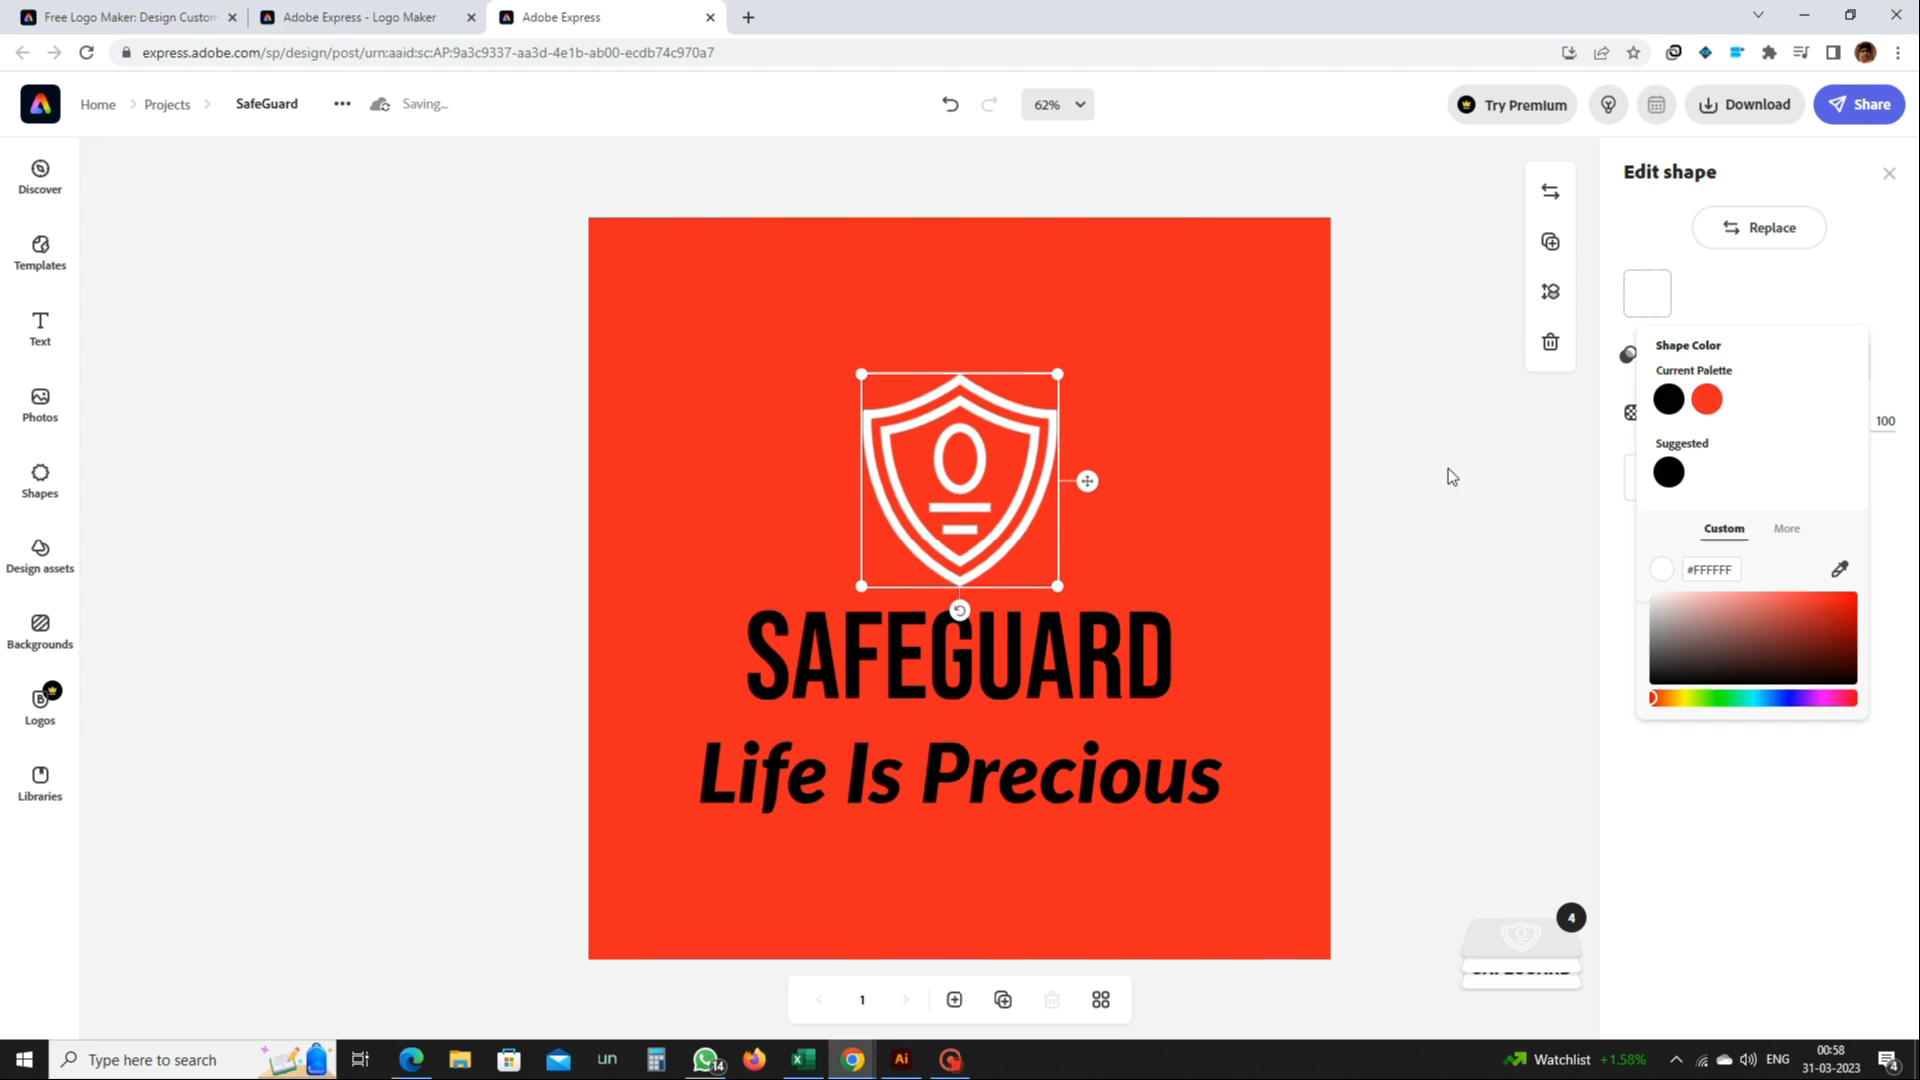 Free Logo Maker: Design Custom
Adobe Express - Logo Maker
Adobe Express
express.adobe.com/sp/design/post/urn:aaid:sc:AP:9a3c9337-aa3d-4e1b-ab00-ecdb74c970a7
Home
Projects
SafeGuard
Saving...
62%
Try Premium
Download
Share
Discover
Templates
Text
Photos
Shapes
Design assets
Backgrounds
Logos
Libraries
SAFEGUARD
Life Is Precious
Edit shape
Replace
Shape Color
Current Palette
Suggested
100
Custom
More
#FFFFFF
4
1
Type here to search
un
14
Ai
Watchlist +1.58%
ENG
00:58
31-03-2023
4